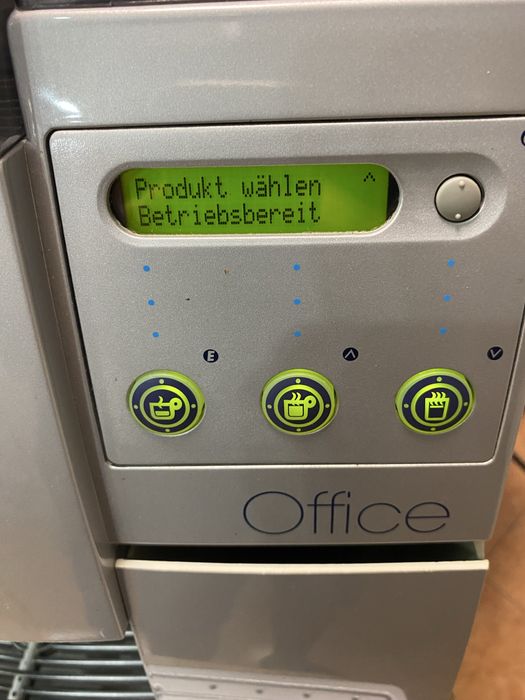 Produkt wählen ^
Betriebsbereit
E
Office